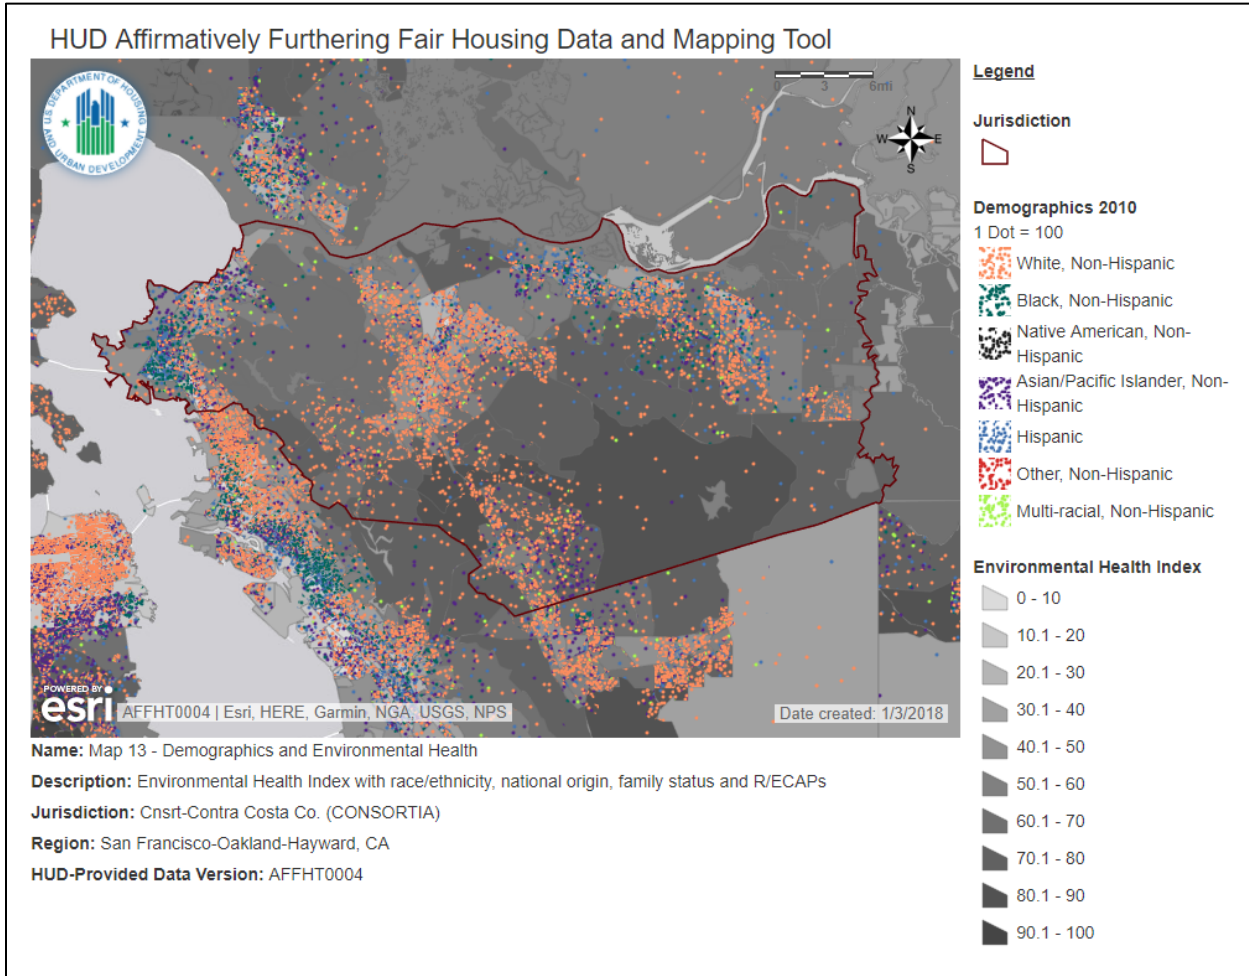 HUD Affirmatively Furthering Fair Housing Data and Mapping Tool
U.S. DEPARTMENT OF HOUSING
AND URBAN DEVELOPMENT
0 3 6mi
N
W E
S
POWERED BY
esri
AFFHT0004 | Esri, HERE, Garmin, NGA, USGS, NPS
Date created: 1/3/2018
Name: Map 13 - Demographics and Environmental Health
Description: Environmental Health Index with race/ethnicity, national origin, family status and R/ECAPs
Jurisdiction: Cnsrt-Contra Costa Co. (CONSORTIA)
Region: San Francisco-Oakland-Hayward, CA
HUD-Provided Data Version: AFFHT0004
Legend
Jurisdiction
Demographics 2010
1 Dot = 100
White, Non-Hispanic
Black, Non-Hispanic
Native American, Non-
Hispanic
Asian/Pacific Islander, Non-
Hispanic
Hispanic
Other, Non-Hispanic
Multi-racial, Non-Hispanic
Environmental Health Index
0 - 10
10.1 - 20
20.1 - 30
30.1 - 40
40.1 - 50
50.1 - 60
60.1 - 70
70.1 - 80
80.1 - 90
90.1 - 100